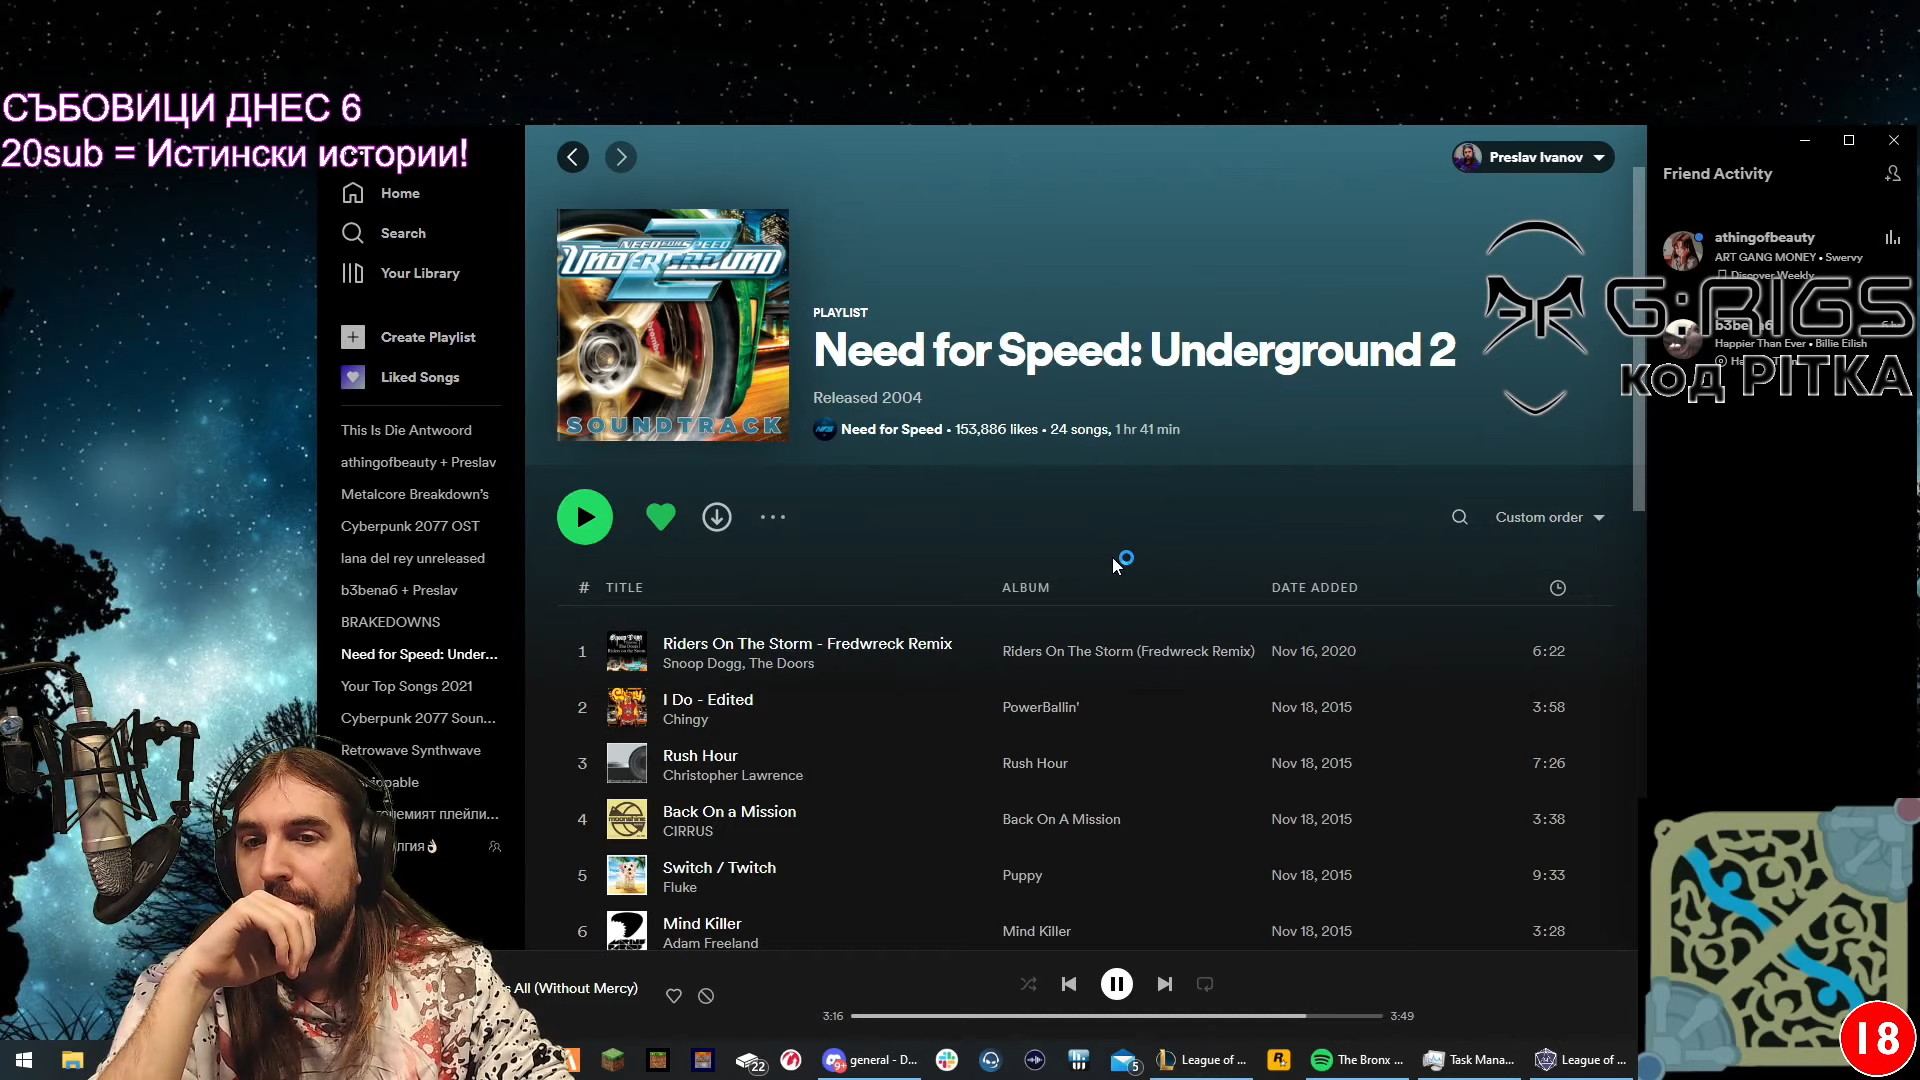 СЪБОВИЦИ ДНЕС 6
20sub = Истински истории!
Home
Search
Your Library
Create Playlist
Liked Songs
This Is Die Antwoord
athingofbeauty + Preslav
Metalcore Breakdown's
Cyberpunk 2077 OST
lana del rey unreleased
b3bena6 + Preslav
BRAKEDOWNS
Need for Speed: Under...
Your Top Songs 2021
Cyberpunk 2077 Soun...
Retrowave Synthwave
Preslav Ivanov
NEED FOR SPEED
UNDERGROUND
2
SOUNDTRACK
PLAYLIST
Need for Speed: Underground 2
Released 2004
Need for Speed • 153,886 likes • 24 songs, 1 hr 41 min
Custom order
# TITLE ALBUM DATE ADDED
1 Riders On The Storm - Fredwreck Remix Riders On The Storm (Fredwreck Remix) Nov 16, 2020 6:22
Snoop Dogg, The Doors
2 I Do - Edited PowerBallin' Nov 18, 2015 3:58
Chingy
3 Rush Hour Rush Hour Nov 18, 2015 7:26
Christopher Lawrence
4 Back On a Mission Back On A Mission Nov 18, 2015 3:38
CIRRUS
5 Switch / Twitch Puppy Nov 18, 2015 9:33
Fluke
6 Mind Killer Mind Killer Nov 18, 2015 3:28
Adam Freeland
Friend Activity
athingofbeauty
ART GANG MONEY • Swervy
Discover Weekly
b3bena6
Happier Than Ever • Billie Eilish
G:RIGS
код PITKA
All (Without Mercy)
3:16 3:49
22
general - D...
9+
5
League of ...
R
The Bronx ...
Task Mana...
League of ...
18